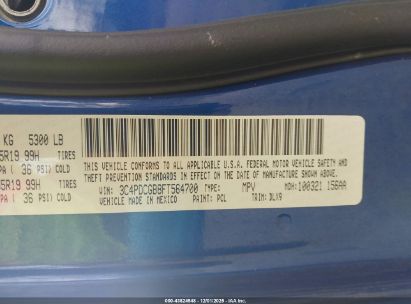 KG 5300 LB
5R19 99H TIRES
PA ( 36 PSI) COLD
5R19 99H TIRES
PA ( 36 PSI) COLD
THIS VEHICLE CONFORMS TO ALL APPLICABLE U.S.A. FEDERAL MOTOR VEHICLE SAFETY AND
THEFT PREVENTION STANDARDS IN EFFECT ON THE DATE OF MANUFACTURE SHOWN ABOVE.
VIN: 3C4PDCGB8FT564700 TYPE: MPV MDH: 100321 156AA
VEHICLE MADE IN MEXICO PAINT: PCL TRIM: DLX9